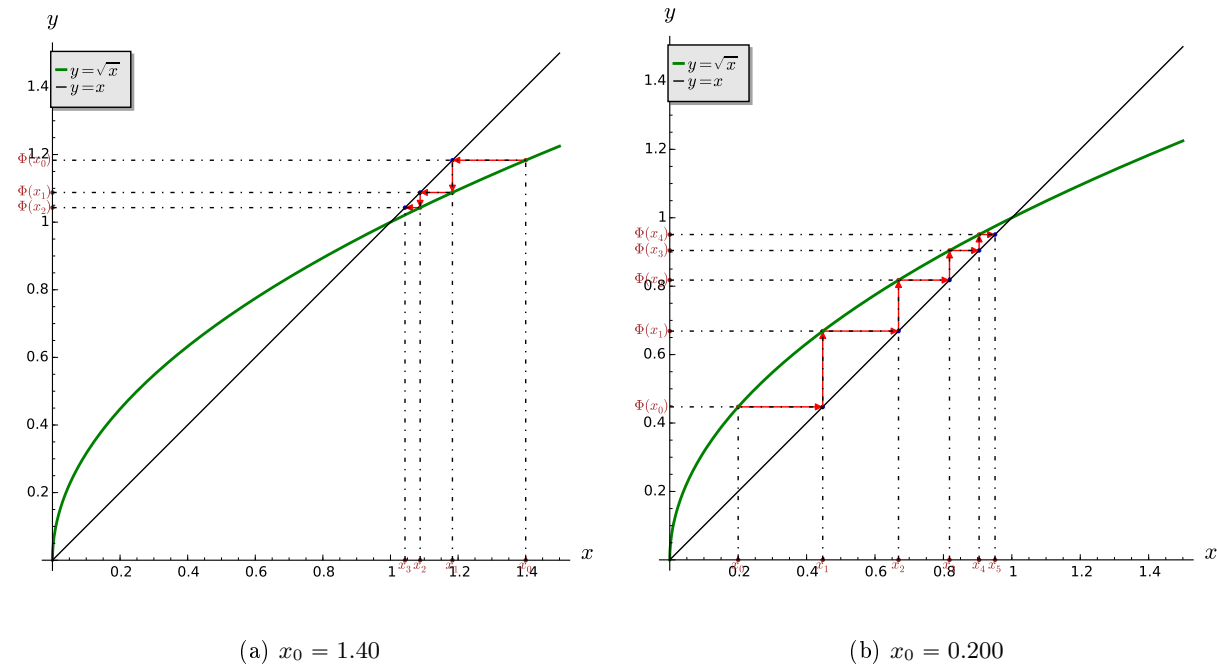 y
y = √x
y = x
1.4
1.2
Φ(x₀)
Φ(x₁)
Φ(x₂)
1
0.8
0.6
0.4
0.2
0.2 0.4 0.6 0.8 1 1.2 1.4
x₃ x₂ x₁ x₀
x
(a) x₀ = 1.40
y
y = √x
y = x
1.4
1.2
1
Φ(x₄)
Φ(x₃)
0.8
Φ(x₁)
0.6
Φ(x₀)
0.4
0.2
0.2 0.4 0.6 0.8 1 1.2 1.4
x₀ x₁ x₂ x₄ x₅
x
(b) x₀ = 0.200